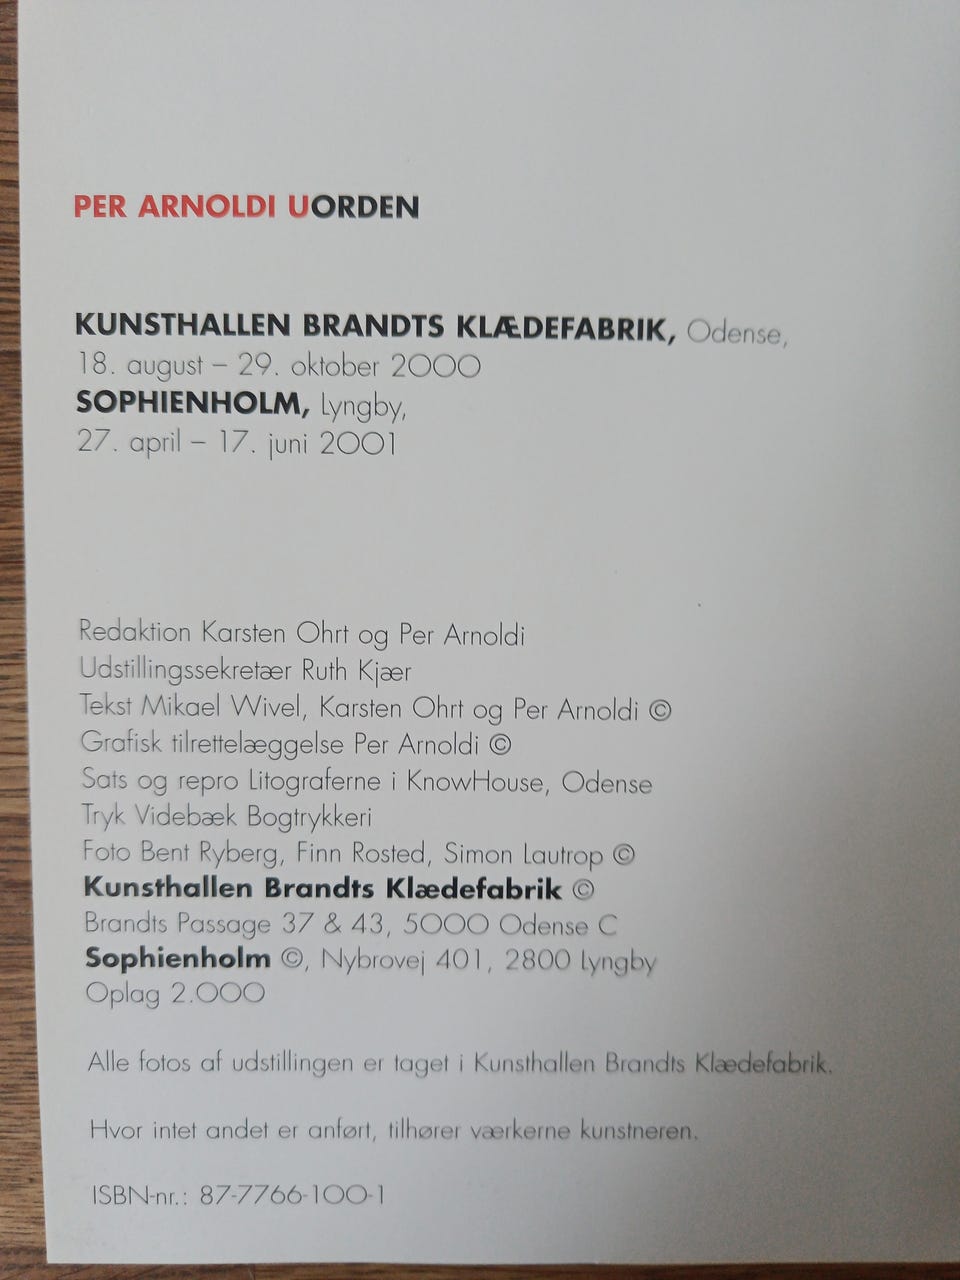 PER ARNOLDI UORDEN
KUNSTHALLEN BRANDTS KLÆDEFABRIK, Odense,
18. august – 29. oktober 2000
SOPHIENHOLM, Lyngby,
27. april – 17. juni 2001
Redaktion Karsten Ohrt og Per Arnoldi
Udstillingssekretær Ruth Kjær
Tekst Mikael Wivel, Karsten Ohrt og Per Arnoldi ©
Grafisk tilrettelæggelse Per Arnoldi ©
Sats og repro Litograferne i KnowHouse, Odense
Tryk Videbæk Bogtrykkeri
Foto Bent Ryberg, Finn Rosted, Simon Lautrop ©
Kunsthallen Brandts Klædefabrik ©
Brandts Passage 37 & 43, 5000 Odense C
Sophienholm ©, Nybrovej 401, 2800 Lyngby
Oplag 2.000
Alle fotos af udstillingen er taget i Kunsthallen Brandts Klædefabrik.
Hvor intet andet er anført, tilhører værkerne kunstneren.
ISBN-nr.: 87-7766-100-1